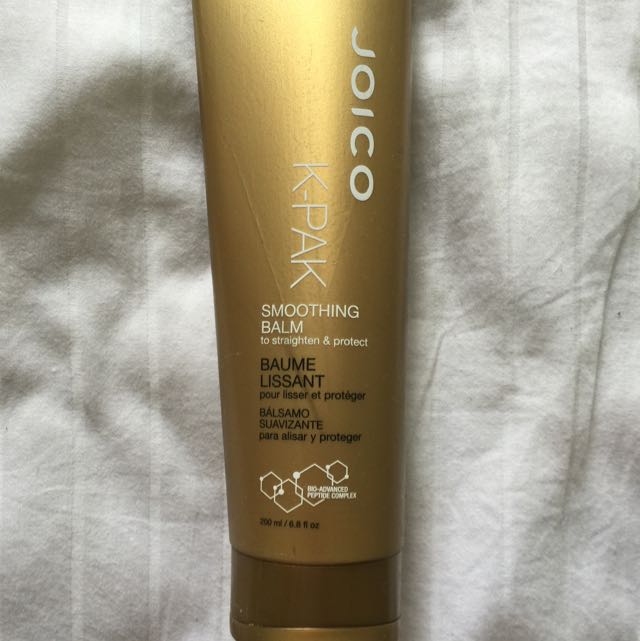 JOICO
K-PAK
SMOOTHING
BALM
to straighten & protect
BAUME
LISSANT
pour lisser et protéger
BÁLSAMO
SUAVIZANTE
para alisar y proteger
BIO-ADVANCED
PEPTIDE COMPLEX
200 ml / 6.8 fl oz